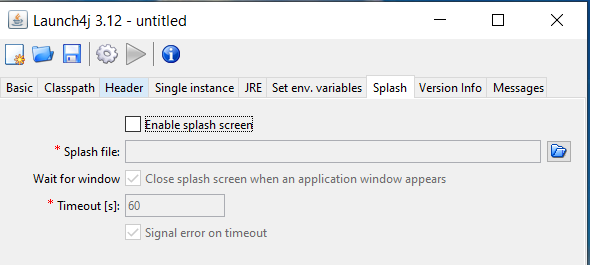 Launch4j 3.12 - untitled
Basic Classpath Header Single instance JRE Set env. variables Splash Version Info Messages
Enable splash screen
* Splash file:
Wait for window Close splash screen when an application window appears
* Timeout [s]: 60
Signal error on timeout